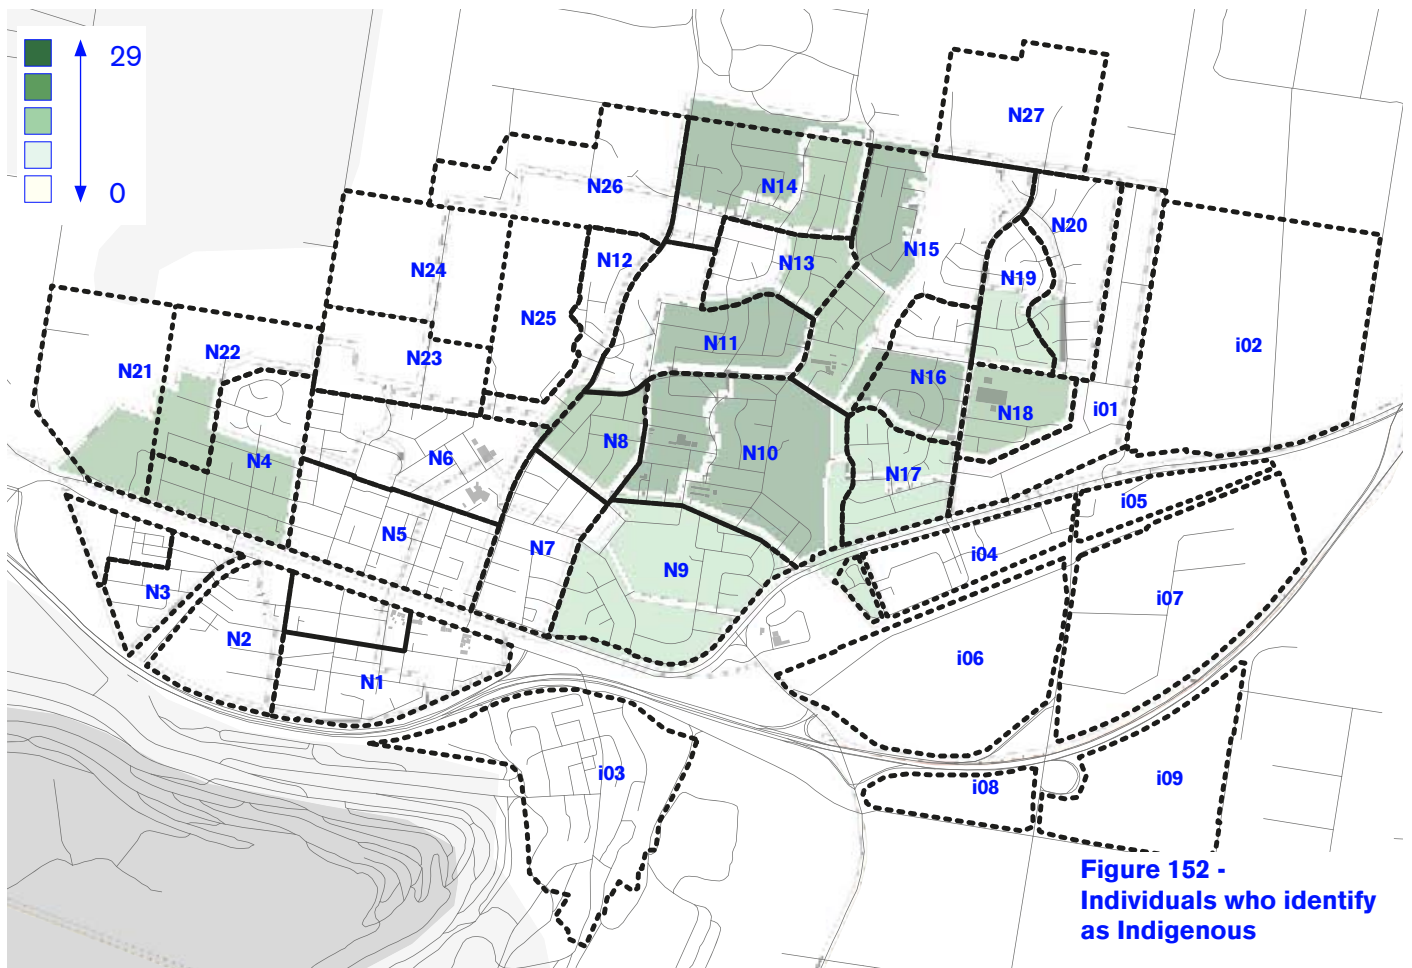 29
0
N27
N14
N26
N20
N15
N12
N13
N19
N24
N25
N11
i02
N23
N22
N21
N16
i01
N18
N8
N10
N6
N4
N17
i05
N5
N7
i04
N9
N3
i07
N2
i06
N1
i03
i08
i09
Figure 152 -
Individuals who identify
as Indigenous